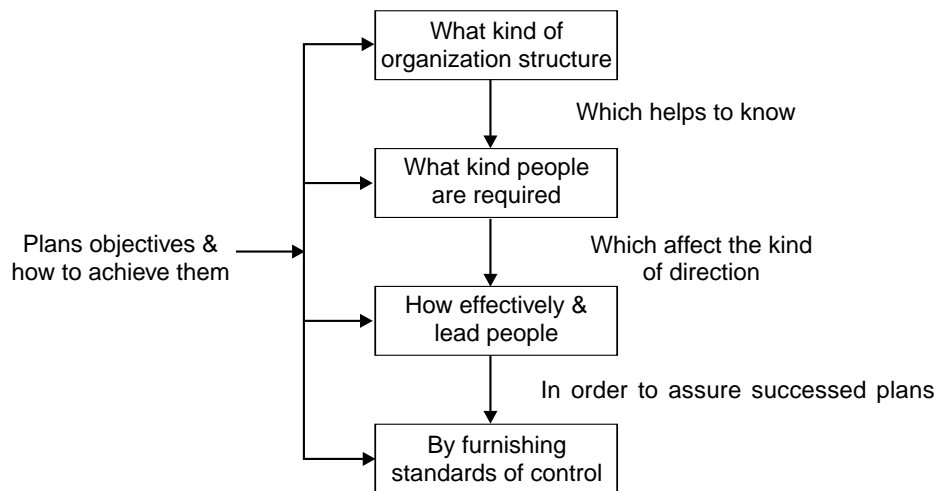 What kind of
organization structure
Which helps to know
What kind people
are required
Plans objectives &
how to achieve them
Which affect the kind
of direction
How effectively &
lead people
In order to assure successed plans
By furnishing
standards of control